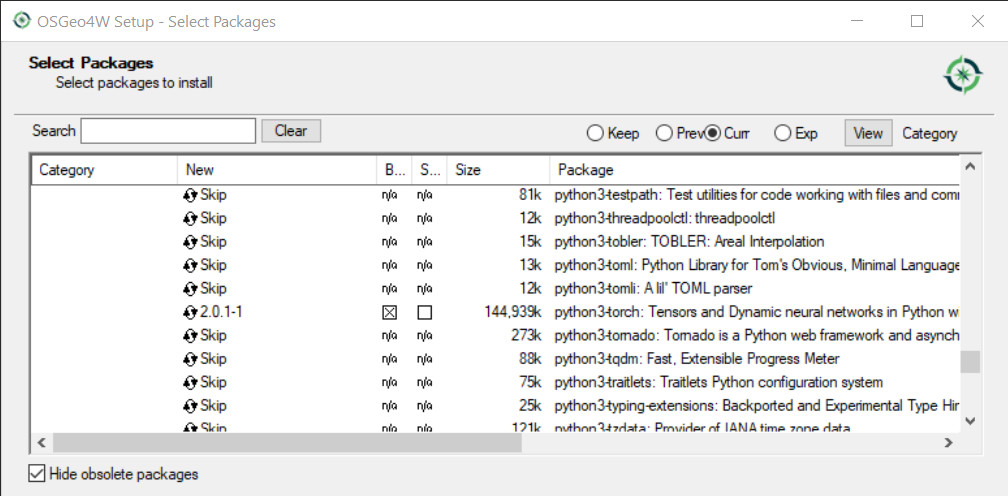 OSGeo4W Setup - Select Packages
Select Packages
Select packages to install
Search Clear Keep Prev Curr Exp View Category
Category New B... S... Size Package
Skip n/a n/a 81k python3-testpath: Test utilities for code working with files and comm
Skip n/a n/a 12k python3-threadpoolctl: threadpoolctl
Skip n/a n/a 15k python3-tobler: TOBLER: Areal Interpolation
Skip n/a n/a 13k python3-toml: Python Library for Tom's Obvious, Minimal Language
Skip n/a n/a 12k python3-tomli: A lil' TOML parser
2.0.1-1 144,939k python3-torch: Tensors and Dynamic neural networks in Python wi
Skip n/a n/a 273k python3-tornado: Tornado is a Python web framework and asynch
Skip n/a n/a 88k python3-tqdm: Fast, Extensible Progress Meter
Skip n/a n/a 75k python3-traitlets: Traitlets Python configuration system
Skip n/a n/a 25k python3-typing-extensions: Backported and Experimental Type Hin
Skip n/a n/a 121k python3-tzdata: Provider of IANA time zone data
Hide obsolete packages